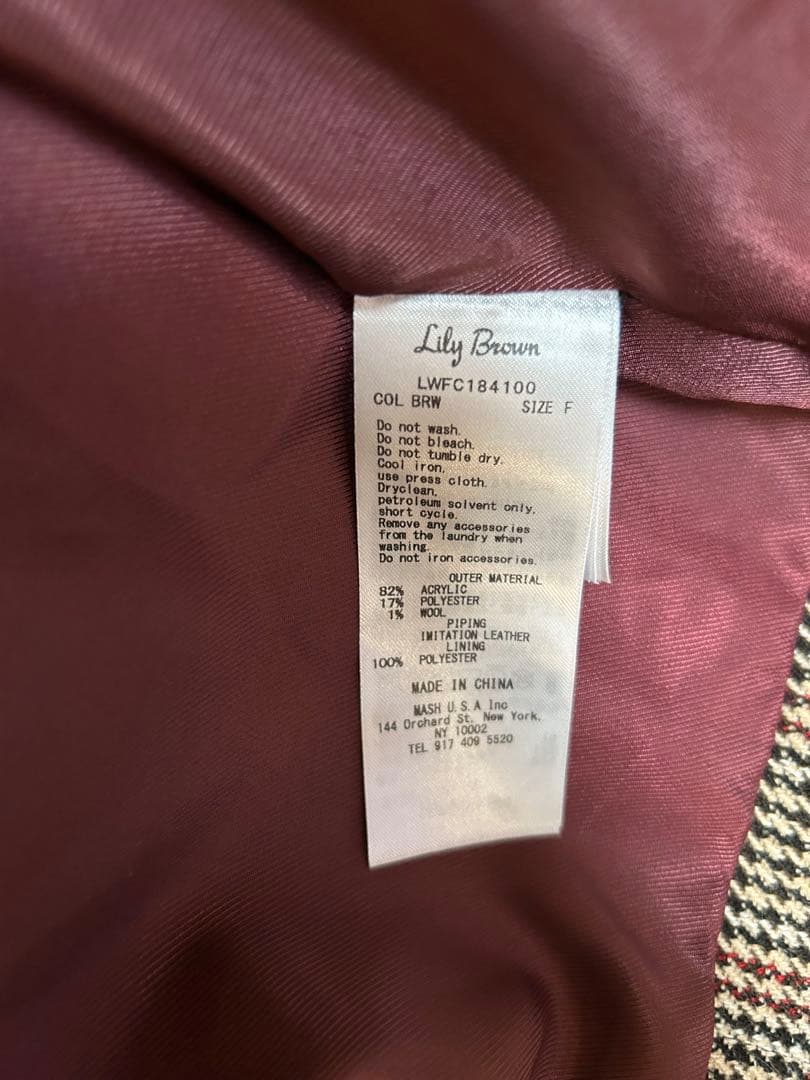 Lily Brown
LWFC184100
COL BRW SIZE F
Do not wash.
Do not bleach.
Do not tumble dry.
Cool iron,
use press cloth.
Dryclean,
petroleum solvent only,
short cycle.
Remove any accessories
from the laundry when
washing.
Do not iron accessories.
OUTER MATERIAL
82% ACRYLIC
17% POLYESTER
1% WOOL
PIPING
IMITATION LEATHER
LINING
100% POLYESTER
MADE IN CHINA
MASH U.S.A Inc
144 Orchard St. New York.
NY 10002
TEL 917 409 5520